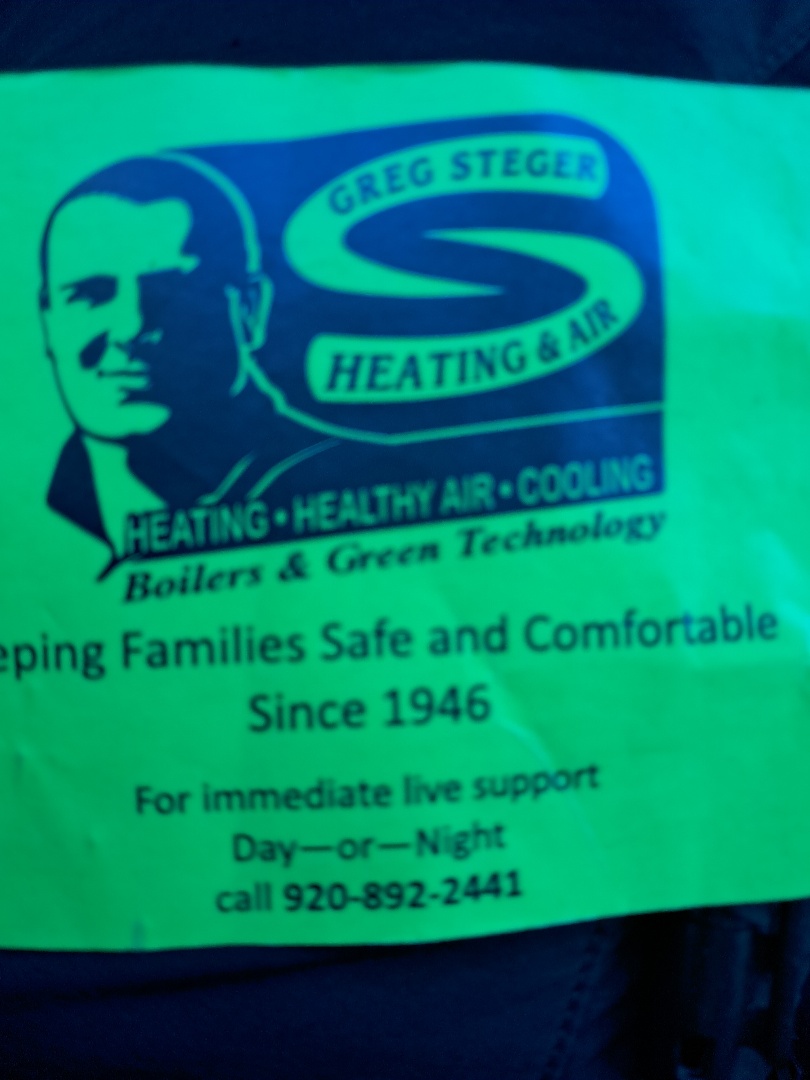 GREG STEGER
HEATING & AIR
HEATING • HEALTHY AIR • COOLING
Boilers & Green Technology
eping Families Safe and Comfortable
Since 1946
For immediate live support
Day—or—Night
call 920-892-2441